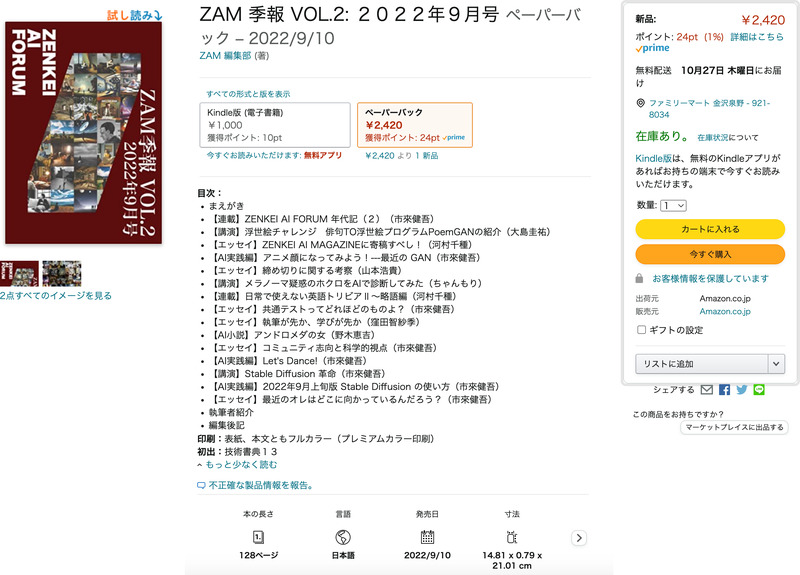 試し読み
ZENKEI
AI
FORUM
ZAM 季報 VOL.2
2022年9月号
2点すべてのイメージを見る
ZAM 季報 VOL.2: ２０２２年９月号 ペーパーバ
ック – 2022/9/10
ZAM 編集部 (著)
すべての形式と版を表示
Kindle版 (電子書籍)
￥1,000
獲得ポイント: 10pt
ペーパーバック
￥2,420
獲得ポイント: 24pt prime
今すぐお読みいただけます: 無料アプリ
￥2,420 より 1 新品
目次：
• まえがき
• 【連載】ZENKEI AI FORUM 年代記（２）（市來健吾）
• 【講演】浮世絵チャレンジ　俳句TO浮世絵プログラムPoemGANの紹介（大島圭祐）
• 【エッセイ】ZENKEI AI MAGAZINEに寄稿すべし！（河村千種）
• 【AI実践編】アニメ顔になってみよう！---最近の GAN（市來健吾）
• 【エッセイ】締め切りに関する考察（山本浩貴）
• 【講演】メラノーマ疑惑のホクロをAIで診断してみた（ちゃんもり）
• 【連載】日常で使えない英語トリビアⅡ〜略語編（河村千種）
• 【エッセイ】共通テストってどれほどのものよ？（市來健吾）
• 【エッセイ】執筆が先か、学びが先か（窪田智紗季）
• 【AI小説】アンドロメダの女（野木恵吉）
• 【エッセイ】コミュニティ志向と科学的視点（市來健吾）
• 【AI実践編】Let's Dance!（市來健吾）
• 【講演】Stable Diffusion 革命（市來健吾）
• 【AI実践編】2022年9月上旬版 Stable Diffusion の使い方（市來健吾）
• 【エッセイ】最近のオレはどこに向かっているんだろう？（市來健吾）
• 執筆者紹介
• 編集後記
印刷：表紙、本文ともフルカラー（プレミアムカラー印刷）
初出：技術書典１３
もっと少なく読む
不正確な製品情報を報告。
本の長さ
128ページ
言語
日本語
発売日
2022/9/10
寸法
14.81 x 0.79 x
21.01 cm
新品:
￥2,420
ポイント: 24pt (1%) 詳細はこちら
prime
無料配送 10月27日 木曜日にお届
け
ファミリーマート 金沢泉野 - 921-
8034
在庫あり。 在庫状況について
Kindle版は、無料のKindleアプリが
あればお持ちの端末で今すぐお読み
いただけます。
数量: 1
カートに入れる
今すぐ購入
お客様情報を保護しています
出荷元 Amazon.co.jp
販売元 Amazon.co.jp
ギフトの設定
リストに追加
シェアする
この商品をお持ちですか？
マーケットプレイスに出品する